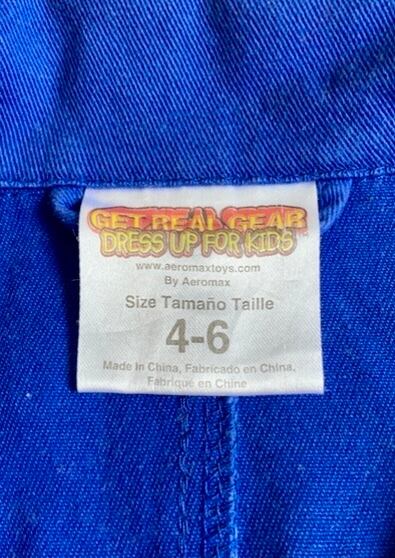 GET REAL GEAR
DRESS UP FOR KIDS
www.aeromaxtoys.com
By Aeromax
Size Tamaño Taille
4-6
Made in China, Fabricado en China,
Fabriqué en Chine